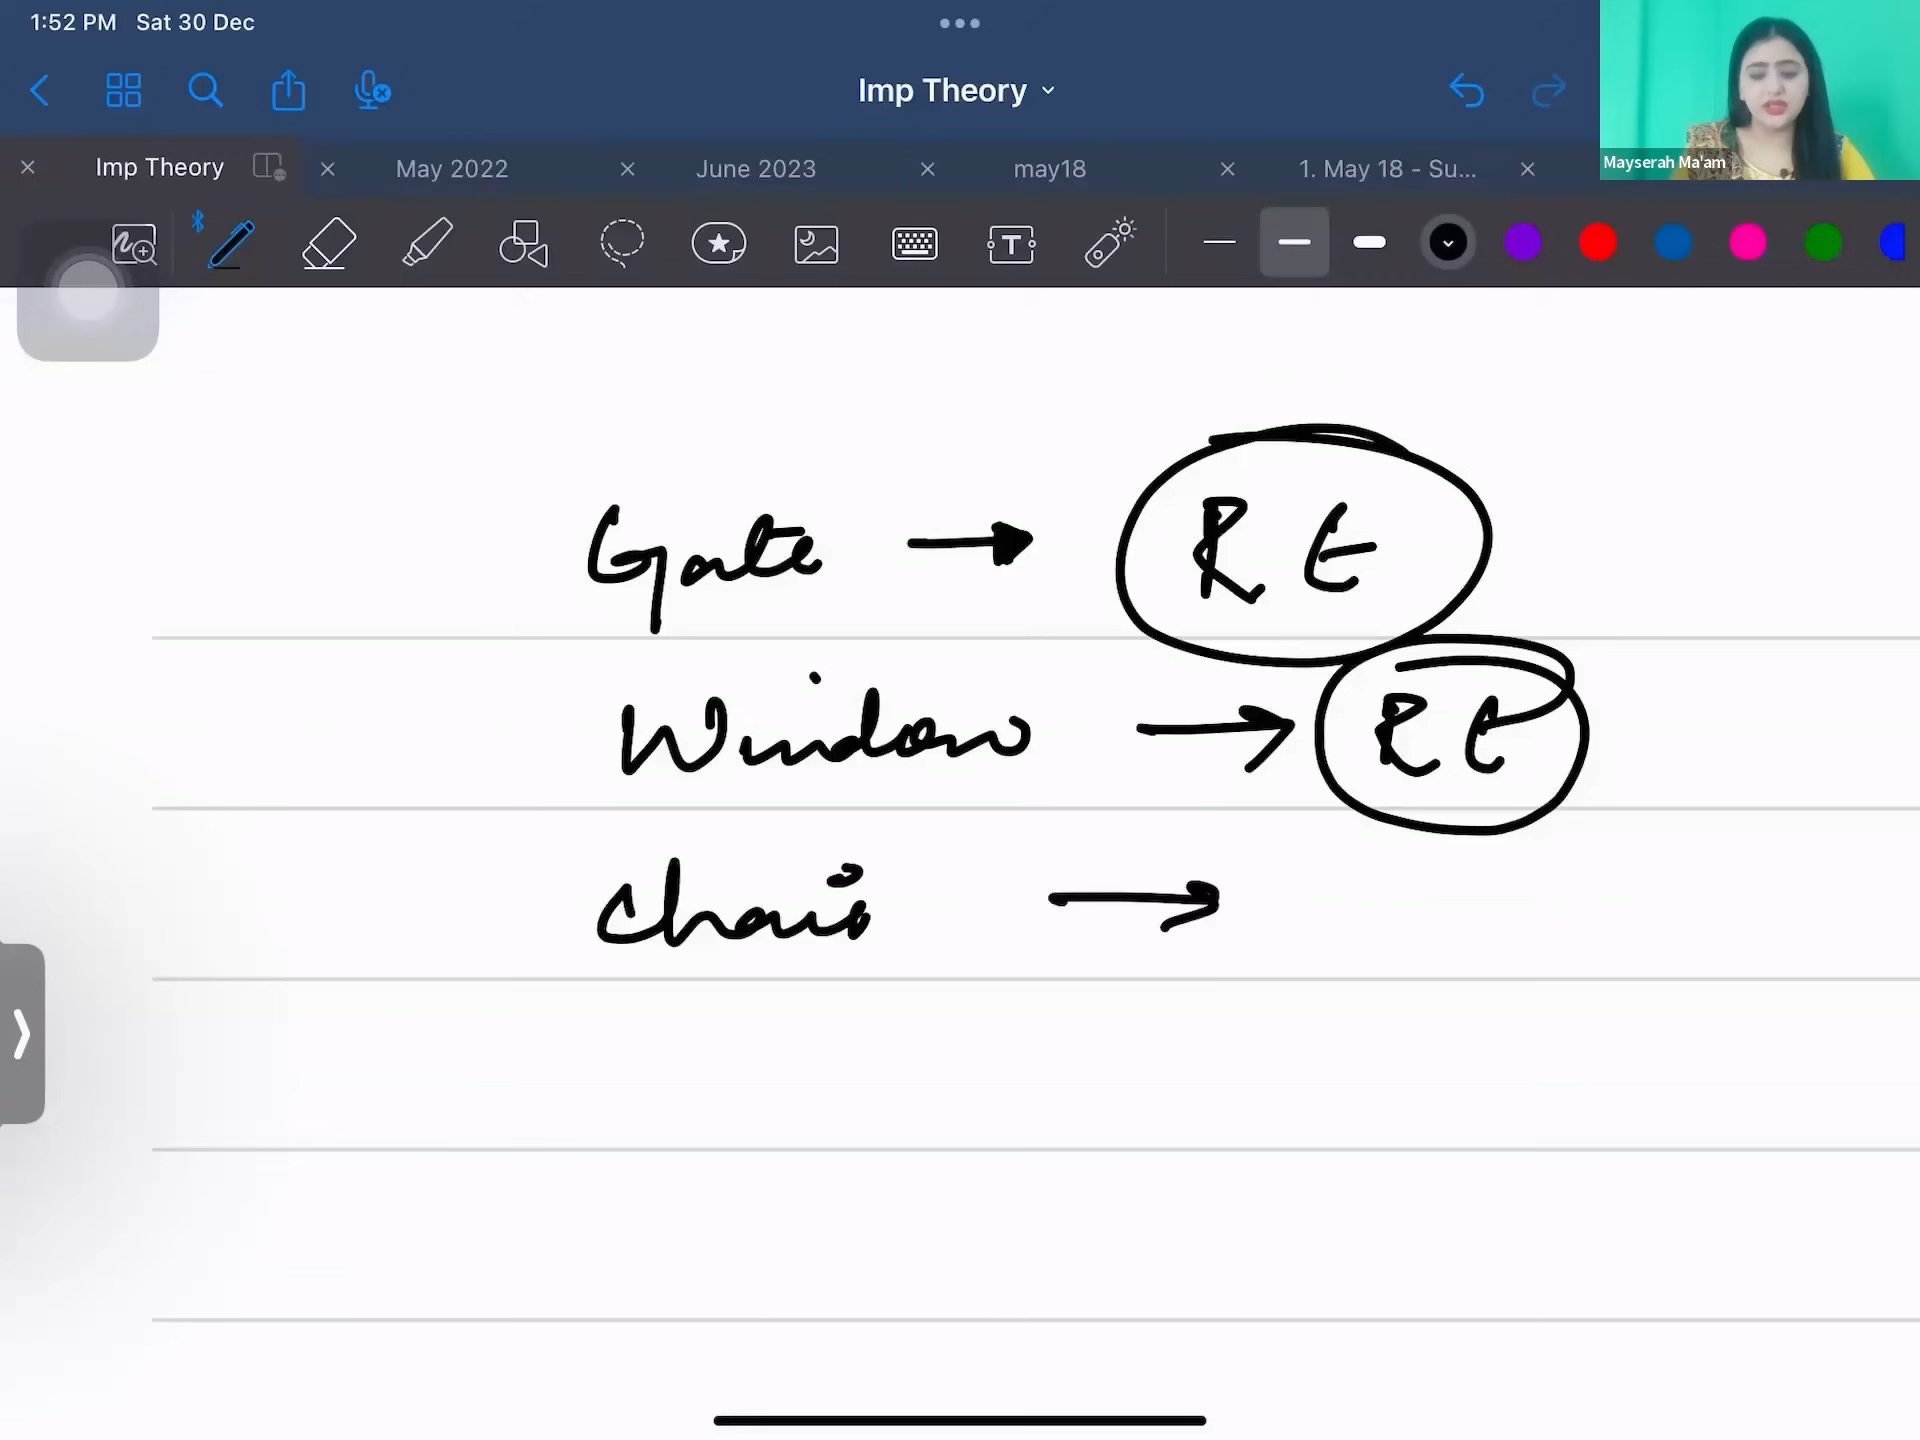 1:52 PM Sat 30 Dec
Imp Theory
Mayserah Ma'am
Imp Theory May 2022 June 2023 may18 1. May 18 - Su...
T
Gate → RE
Window → RE
Chair →